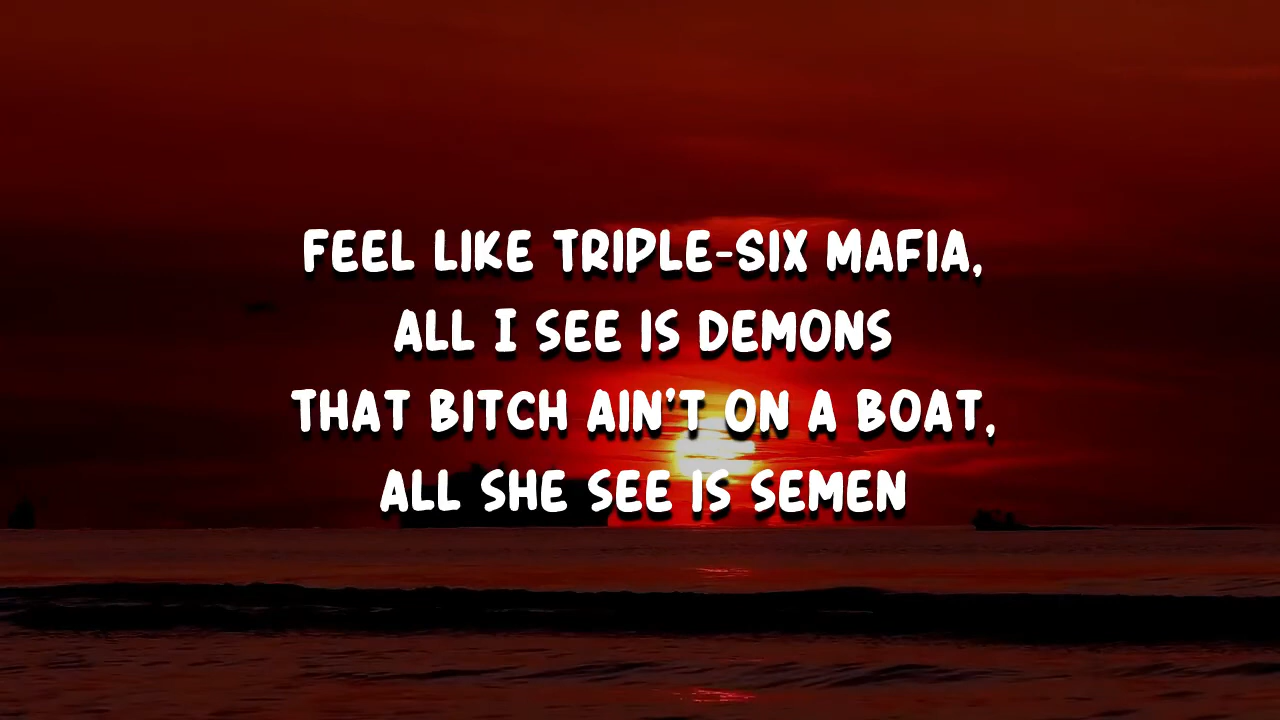 FEEL LIKE TRIPLE-SIX MAFIA,
ALL I SEE IS DEMONS
THAT BITCH AIN'T ON A BOAT,
ALL SHE SEE IS SEMEN